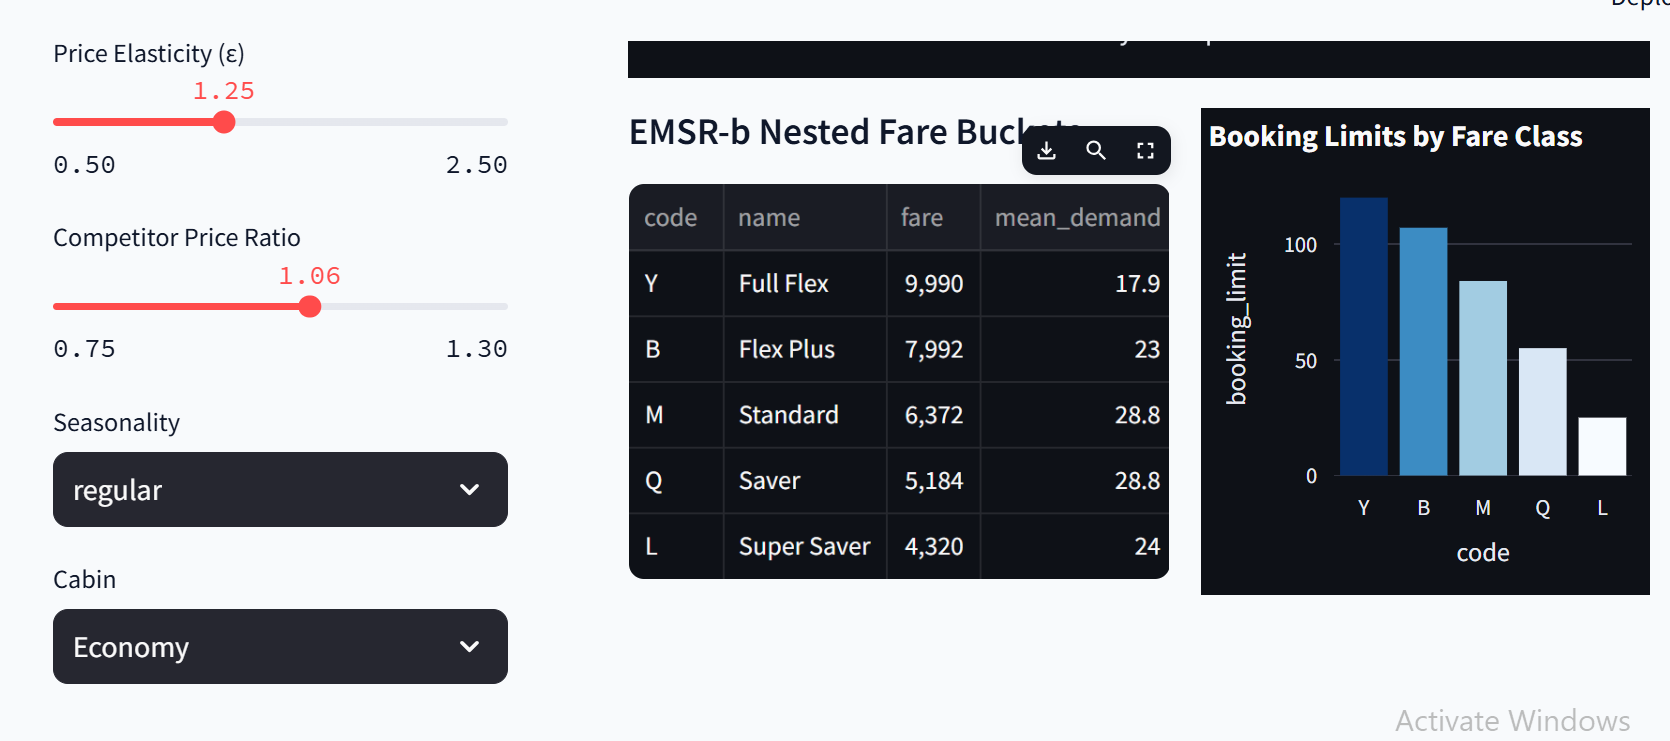 Price Elasticity (ε)
1.25
0.50 2.50
Competitor Price Ratio
1.06
0.75 1.30
Seasonality
regular
Cabin
Economy
EMSR-b Nested Fare
code name fare mean_demand
Y Full Flex 9,990 17.9
B Flex Plus 7,992 23
M Standard 6,372 28.8
Q Saver 5,184 28.8
L Super Saver 4,320 24
Booking Limits by Fare Class
booking_limit
100
50
0
Y B M Q L
code
Activate Windows